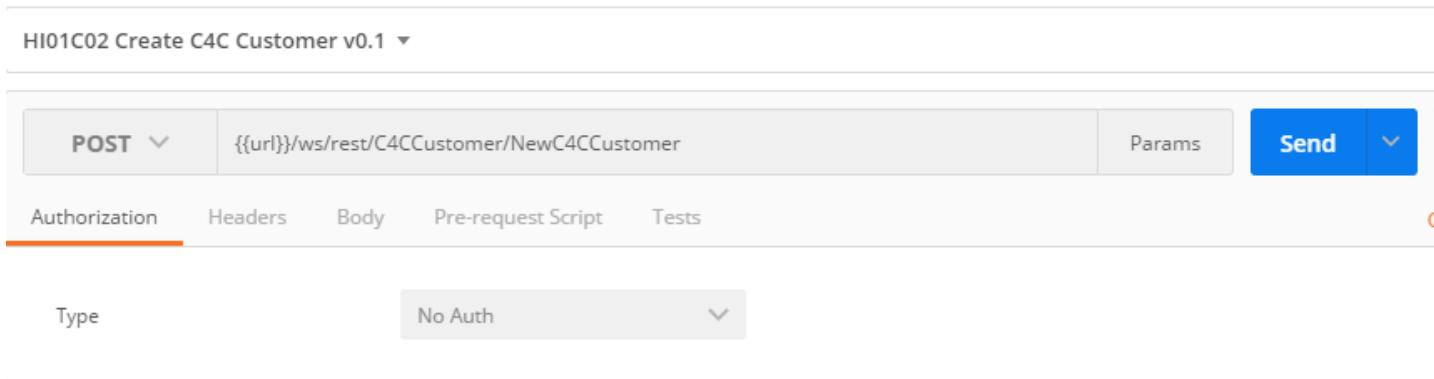 HI01C02 Create C4C Customer v0.1
POST {{url}}/ws/rest/C4CCustomer/NewC4CCustomer Params Send
Authorization Headers Body Pre-request Script Tests
Type No Auth